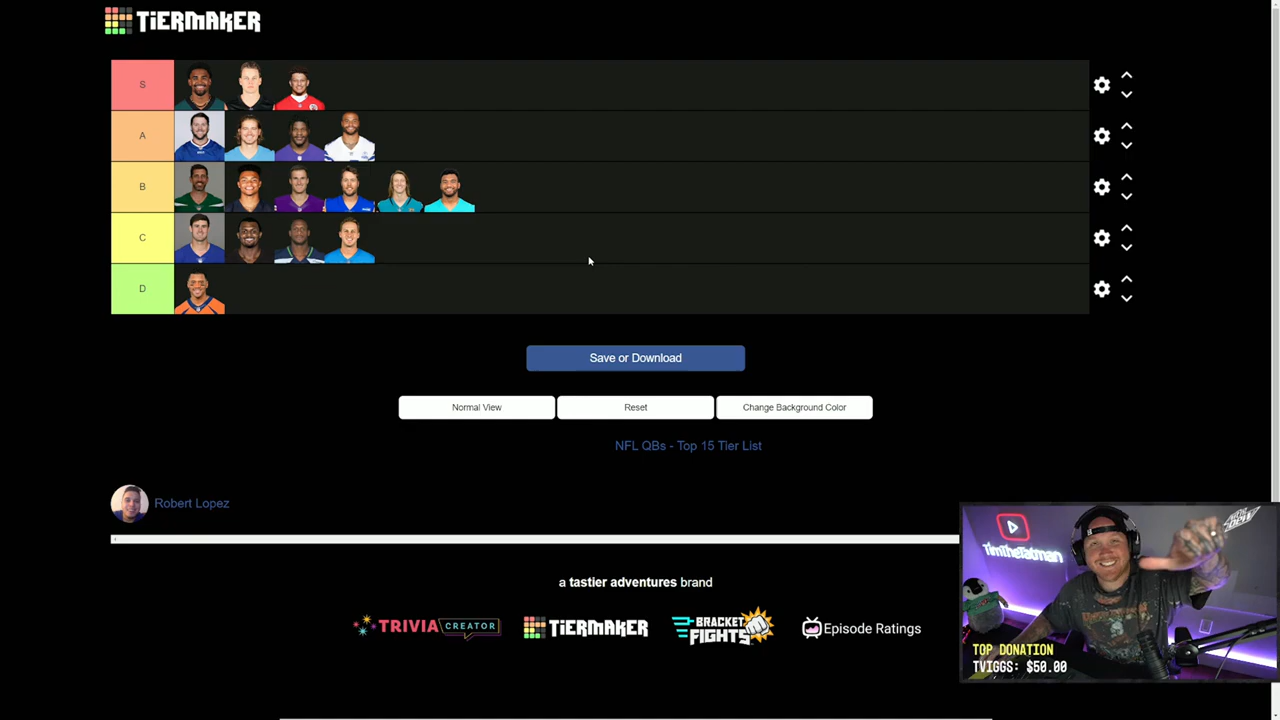 TiERMAKER
S
A
B
C
D
Save or Download
Normal View
Reset
Change Background Color
NFL QBs - Top 15 Tier List
Robert Lopez
a tastier adventures brand
TRIVIA CREATOR
TiERMAKER
BRACKET FIGHTS
Episode Ratings
TimTheTatman
TOP DONATION
TVIGGS: $50.00